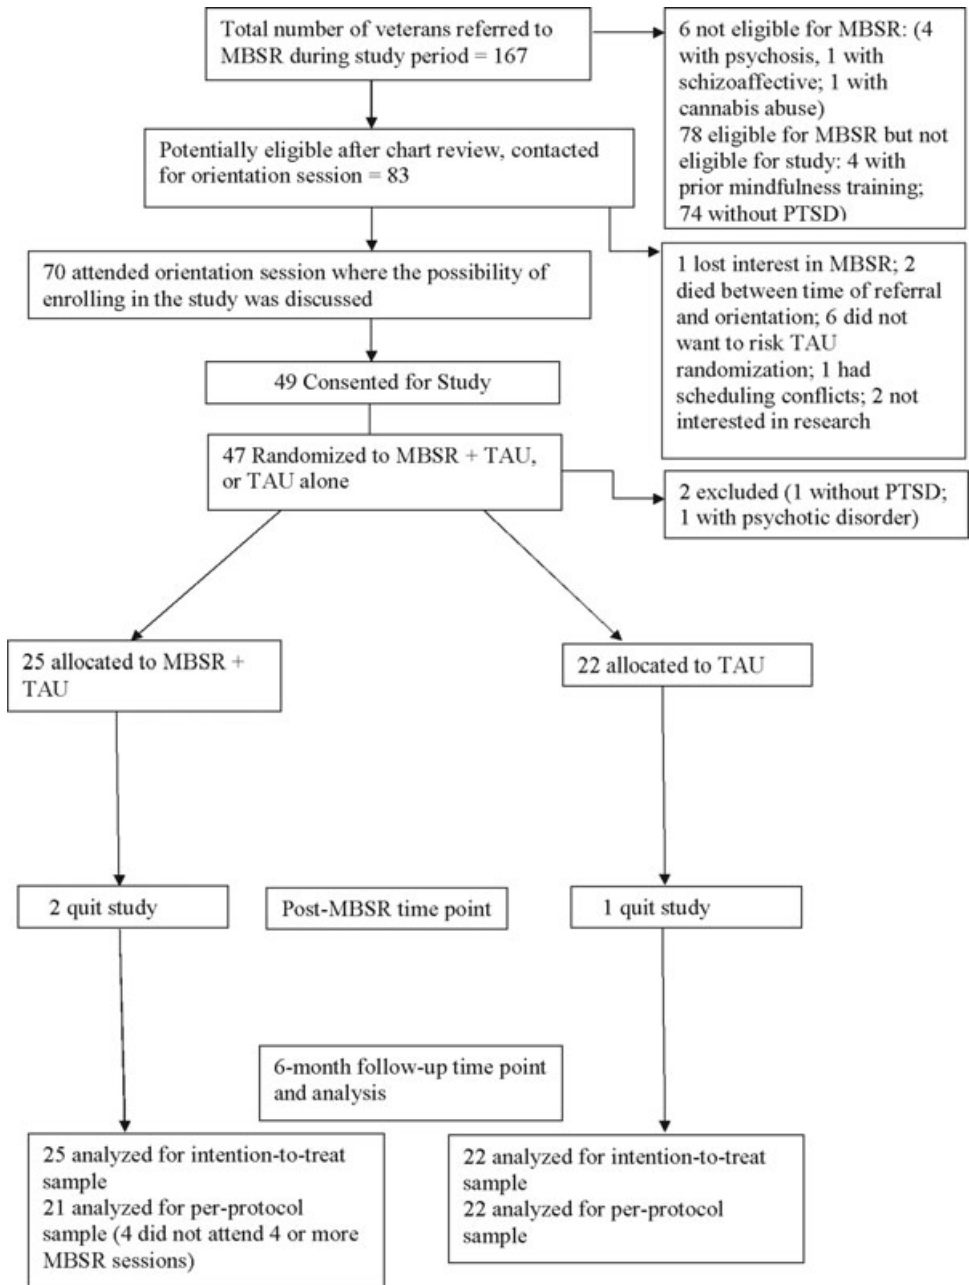 Total number of veterans referred to
MBSR during study period = 167
6 not eligible for MBSR: (4
with psychosis, 1 with
schizoaffective; 1 with
cannabis abuse)
78 eligible for MBSR but not
eligible for study: 4 with
prior mindfulness training;
74 without PTSD)
Potentially eligible after chart review, contacted
for orientation session = 83
1 lost interest in MBSR; 2
died between time of referral
and orientation; 6 did not
want to risk TAU
randomization; 1 had
scheduling conflicts; 2 not
interested in research
70 attended orientation session where the possibility of
enrolling in the study was discussed
49 Consented for Study
47 Randomized to MBSR + TAU,
or TAU alone
2 excluded (1 without PTSD;
1 with psychotic disorder)
25 allocated to MBSR +
TAU
22 allocated to TAU
2 quit study
Post-MBSR time point
1 quit study
6-month follow-up time point
and analysis
25 analyzed for intention-to-treat
sample
21 analyzed for per-protocol
sample (4 did not attend 4 or more
MBSR sessions)
22 analyzed for intention-to-treat
sample
22 analyzed for per-protocol
sample